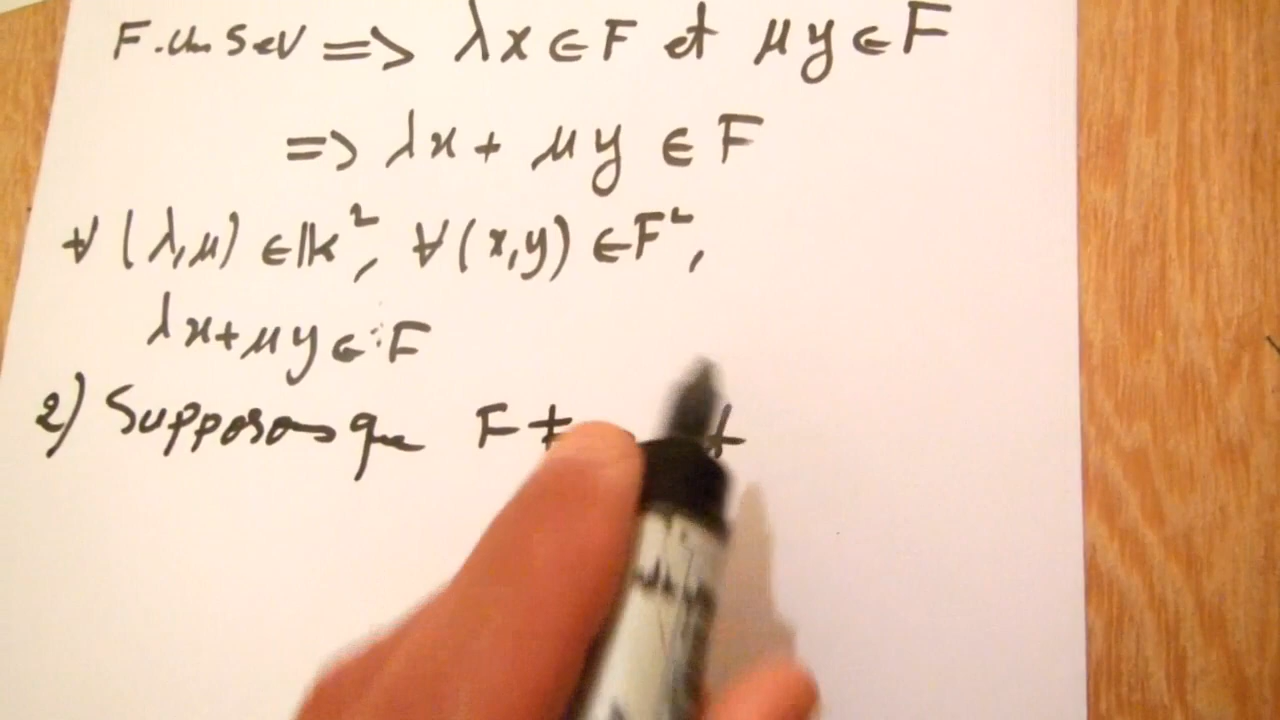 F. un sev => λx ∈ F et μy ∈ F
=> λx + μy ∈ F
∀ (λ,μ) ∈ 𝕂², ∀(x,y) ∈ F²,
λx + μy ∈ F
2) Supposons que F ≠